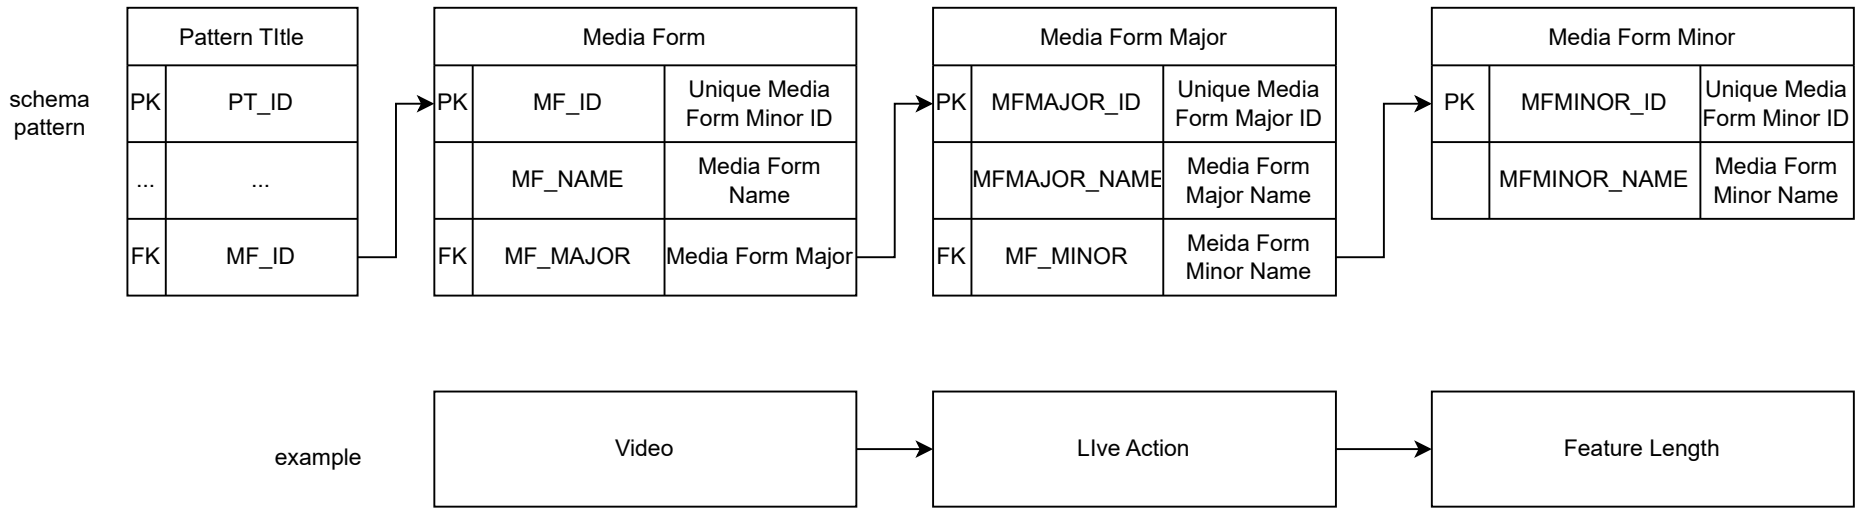 Pattern TItle
Media Form
Media Form Major
Media Form Minor
schema
pattern
PK
PT_ID
PK
MF_ID
Unique Media
Form Minor ID
PK
MFMAJOR_ID
Unique Media
Form Major ID
PK
MFMINOR_ID
Unique Media
Form Minor ID
...
...
MF_NAME
Media Form
Name
MFMAJOR_NAME
Media Form
Major Name
MFMINOR_NAME
Media Form
Minor Name
FK
MF_ID
FK
MF_MAJOR
Media Form Major
FK
MF_MINOR
Meida Form
Minor Name
example
Video
LIve Action
Feature Length